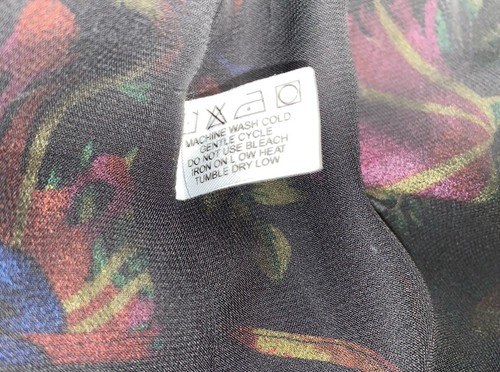 MACHINE WASH COLD
GENTLE CYCLE
DO NOT USE BLEACH
IRON ON LOW HEAT
TUMBLE DRY LOW